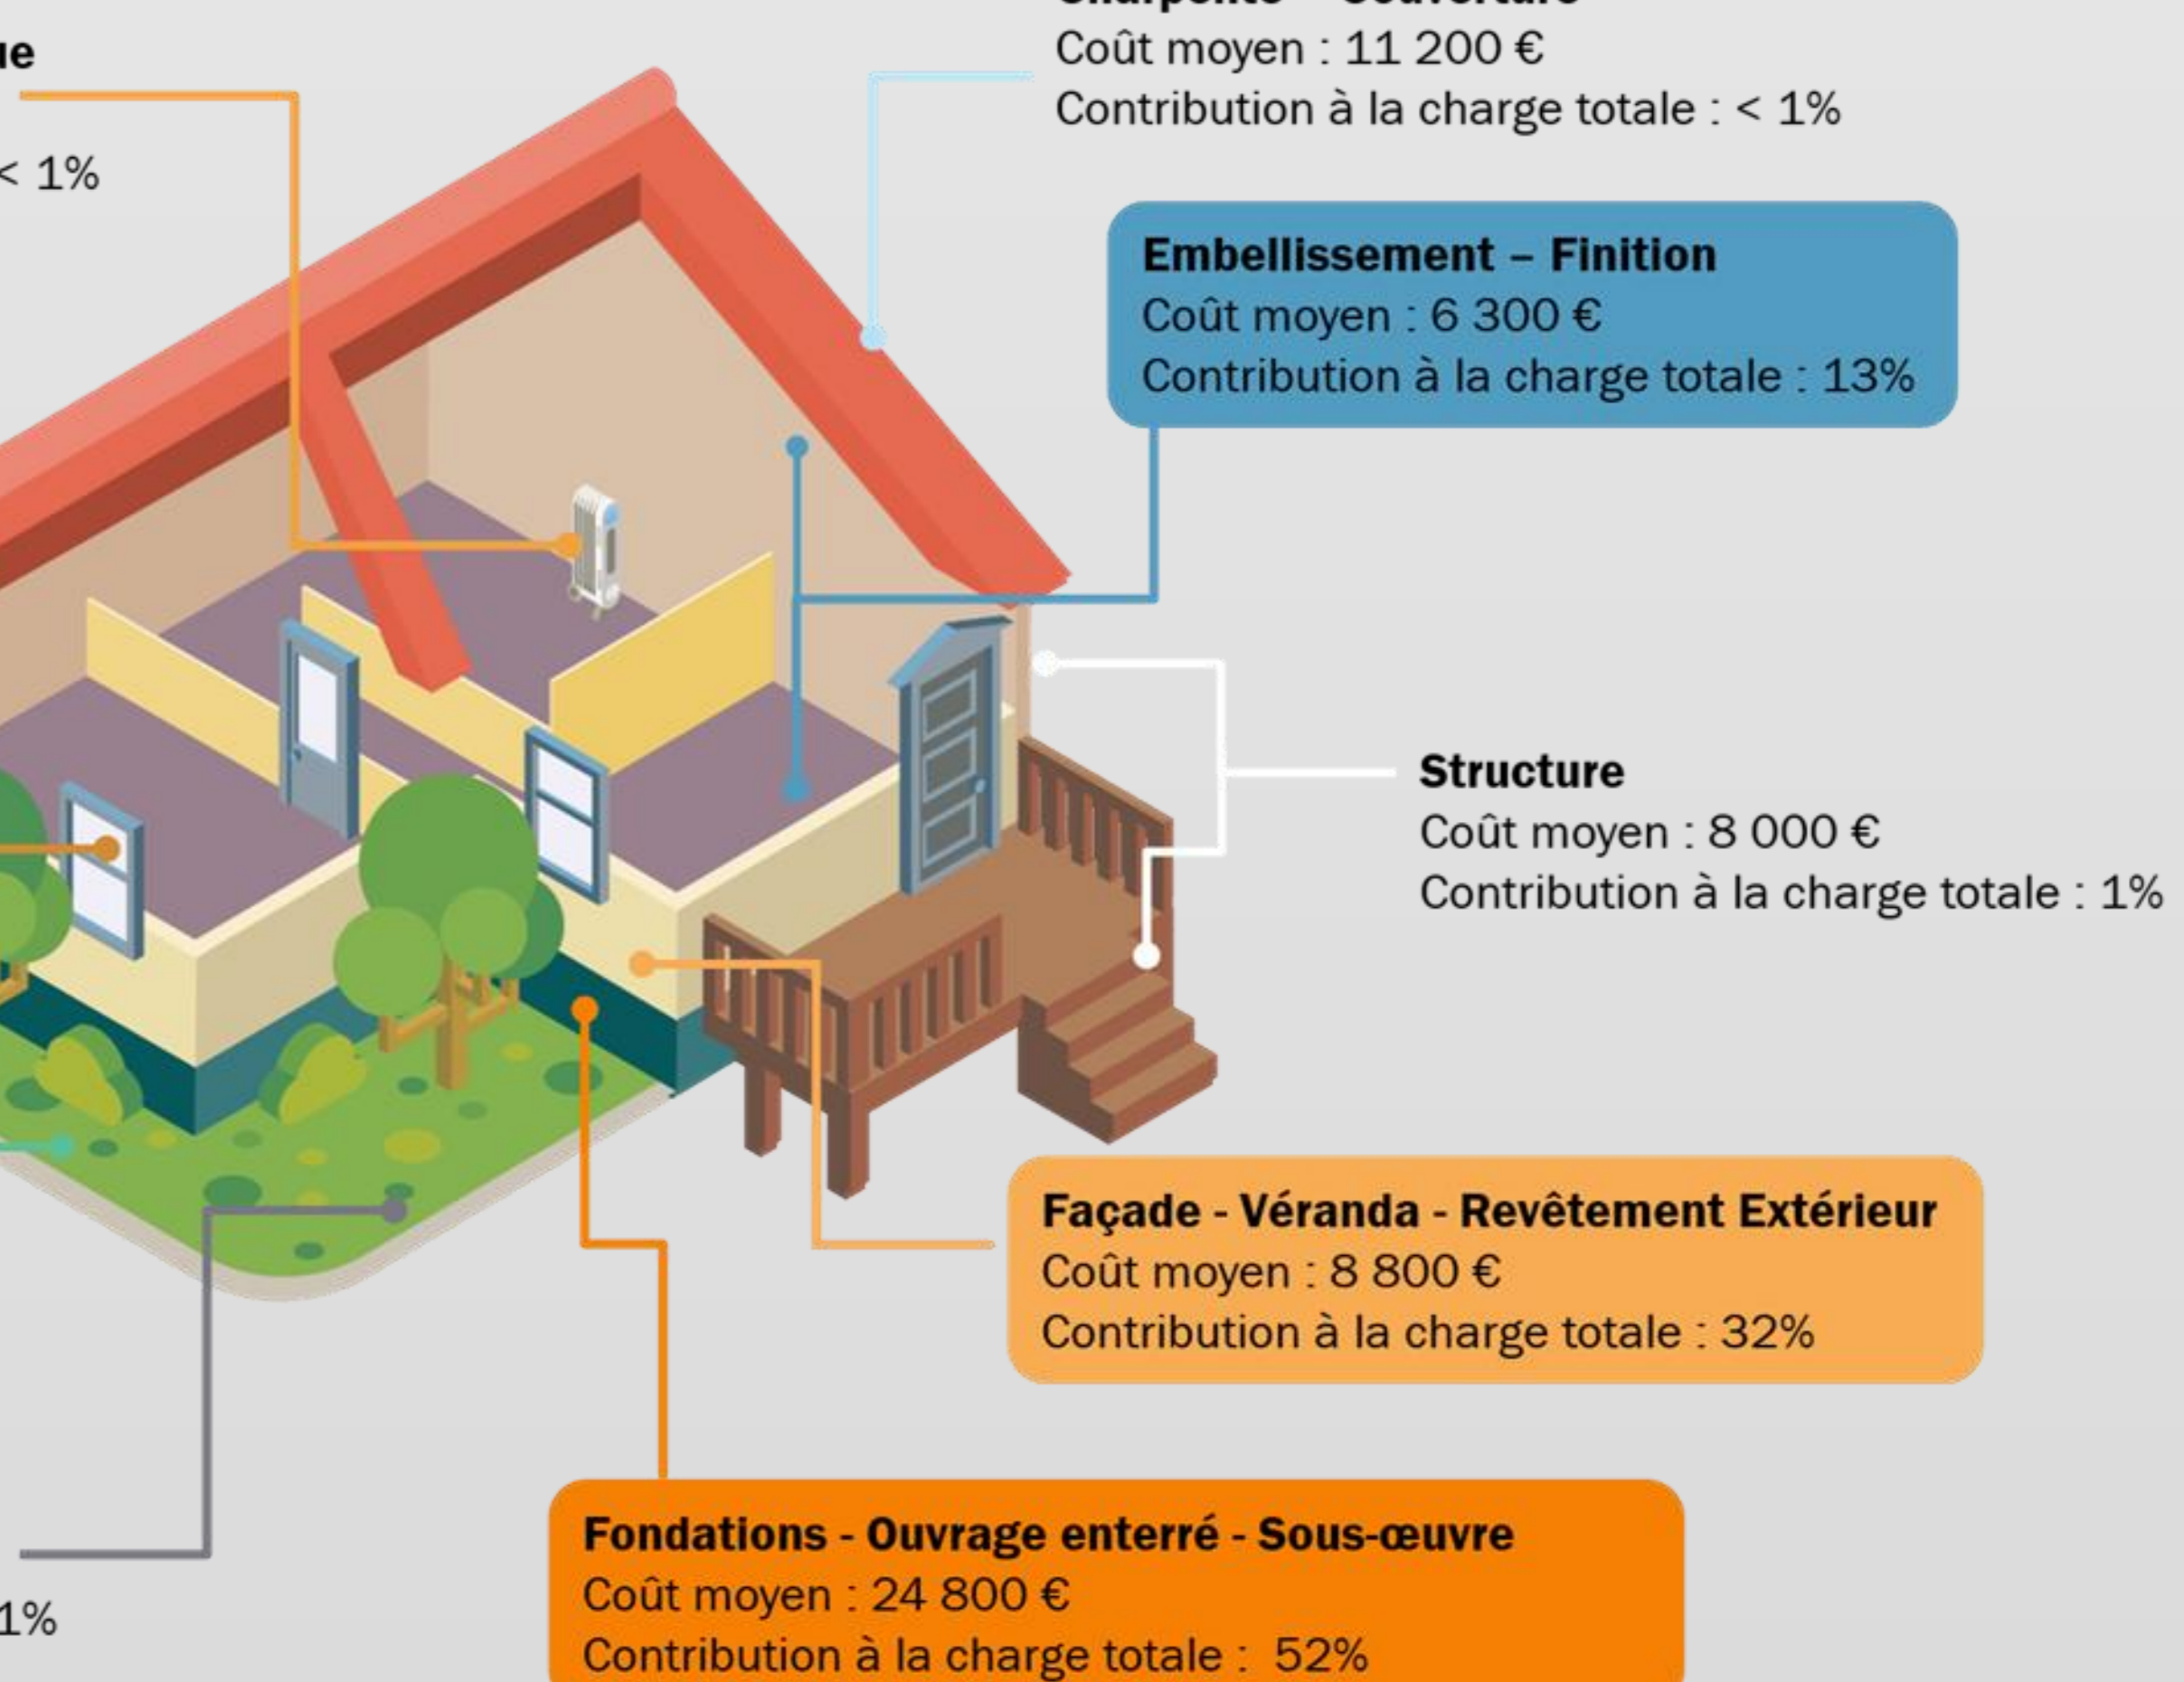 Charpente - Couverture
Coût moyen : 11 200 €
Contribution à la charge totale : < 1%
ue
< 1%
Embellissement – Finition
Coût moyen : 6 300 €
Contribution à la charge totale : 13%
Structure
Coût moyen : 8 000 €
Contribution à la charge totale : 1%
Façade - Véranda - Revêtement Extérieur
Coût moyen : 8 800 €
Contribution à la charge totale : 32%
Fondations - Ouvrage enterré - Sous-œuvre
Coût moyen : 24 800 €
Contribution à la charge totale : 52%
1%